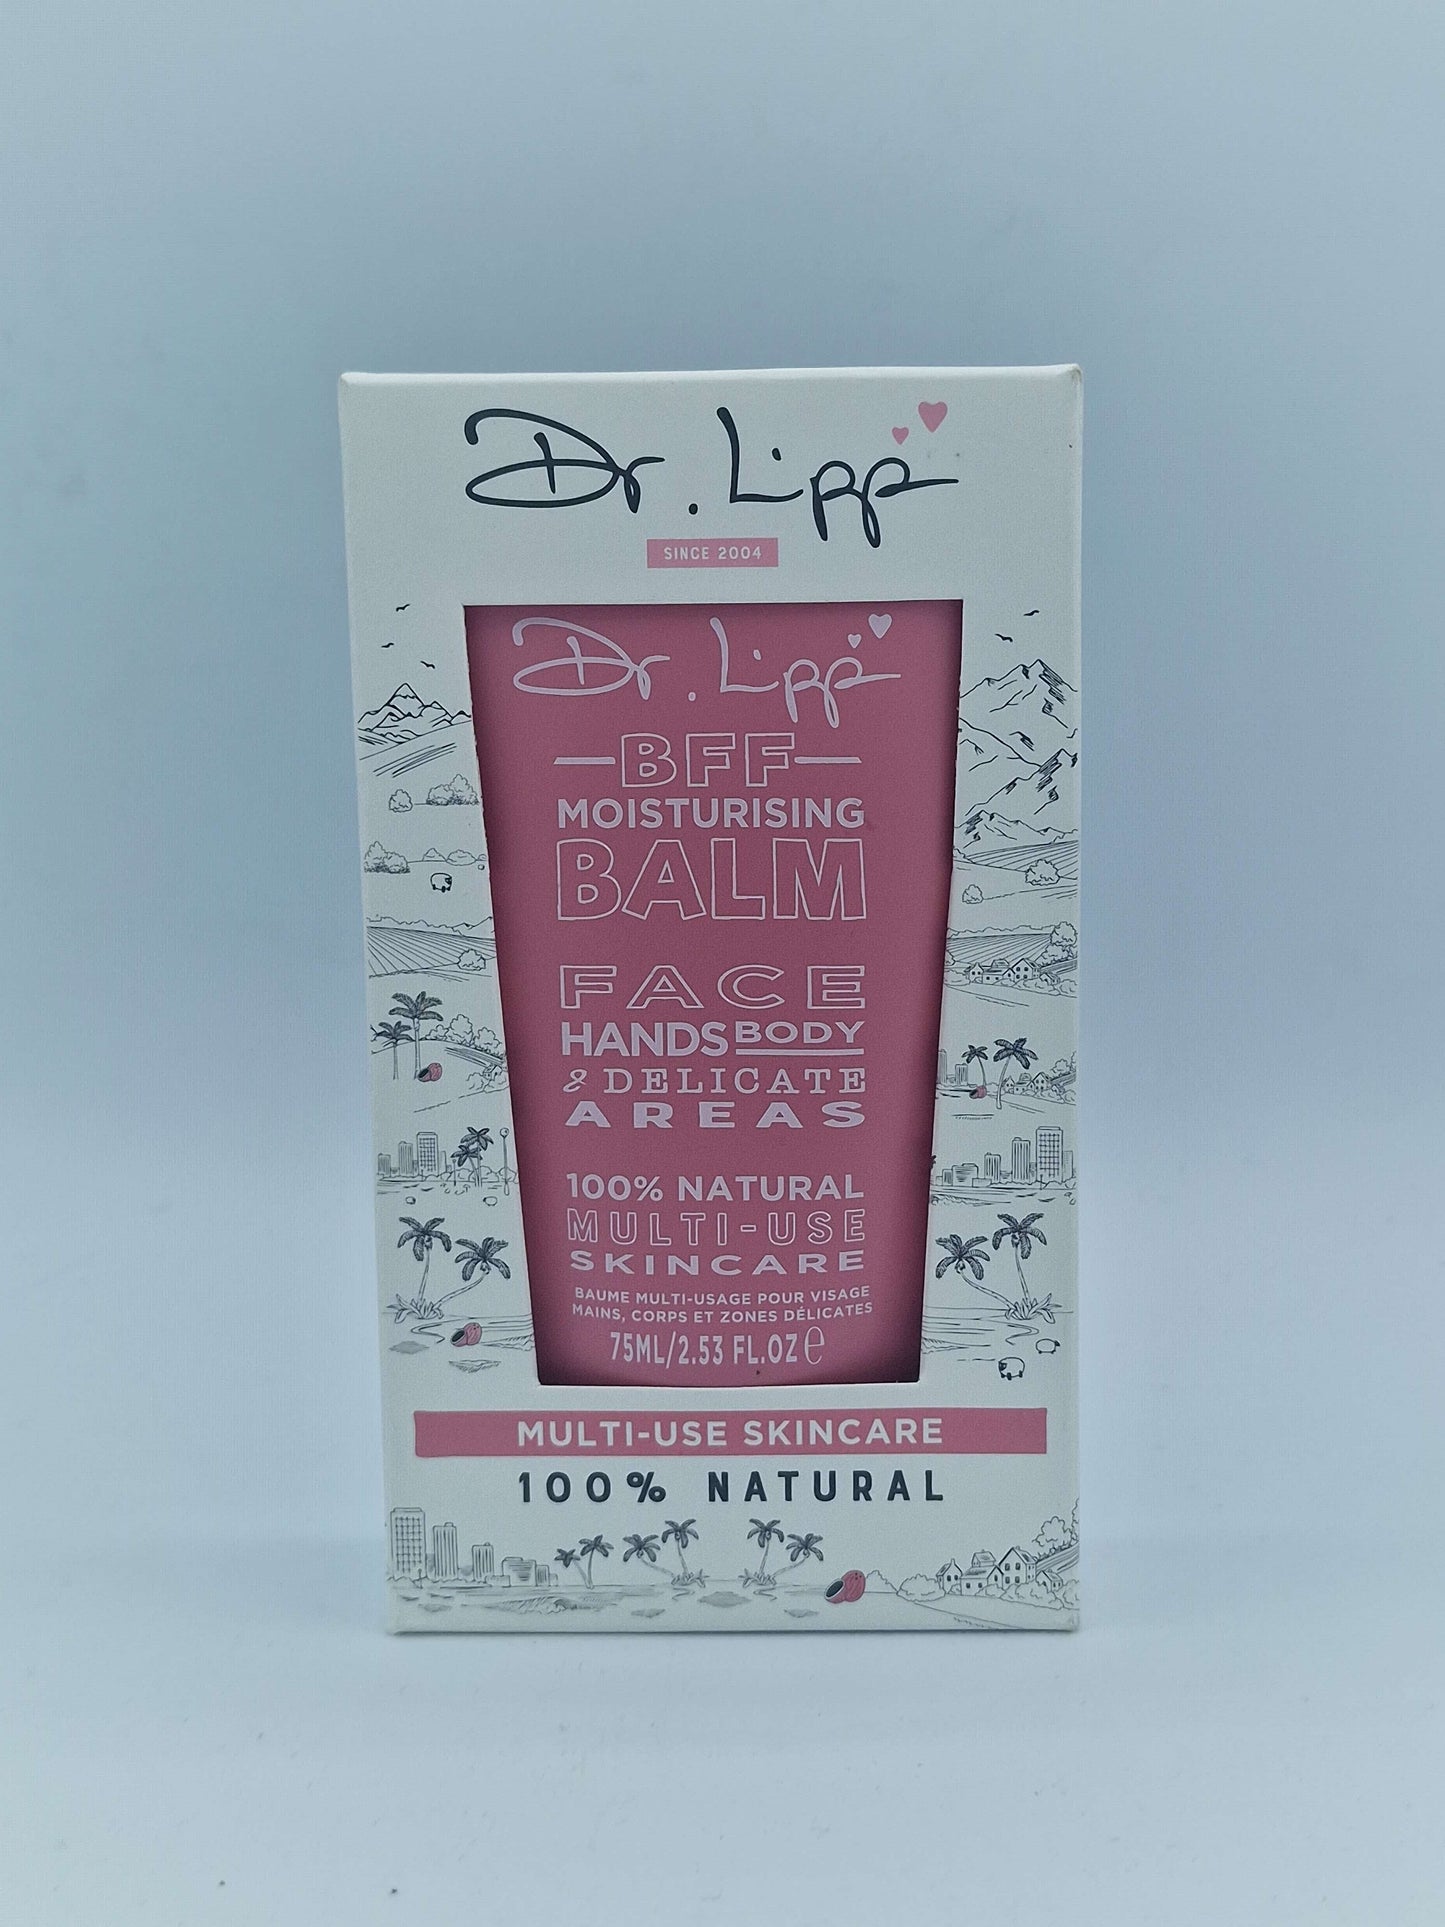 Dr. Lipp
SINCE 2004
Dr. Lipp
BFF
MOISTURISING
BALM
FACE
HANDS BODY
& DELICATE
AREAS
100% NATURAL
MULTI-USE
SKINCARE
BAUME MULTI-USAGE POUR VISAGE
MAINS, CORPS ET ZONES DÉLICATES
75ML/2.53 FL.OZ ℮
MULTI-USE SKINCARE
100% NATURAL